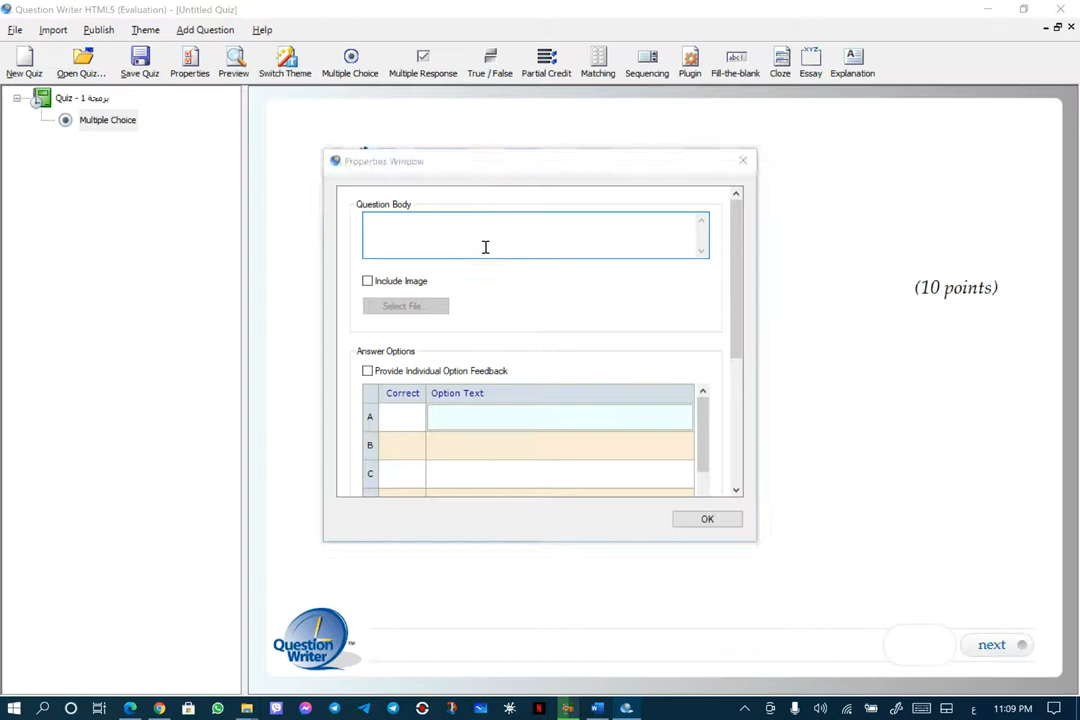 Question Writer HTML5 (Evaluation) - [Untitled Quiz]
File Import Publish Theme Add Question Help
New Quiz Open Quiz... Save Quiz Properties Preview Switch Theme Multiple Choice Multiple Response True / False Partial Credit Matching Sequencing Plugin Fill-the-blank Cloze Essay Explanation
Quiz - برمجة 1
Multiple Choice
Properties Window
Question Body
(10 points)
Include Image
Select File...
Answer Options
Provide Individual Option Feedback
Correct Option Text
A
B
C
OK
Question
Writer™
next
ع 11:09 PM